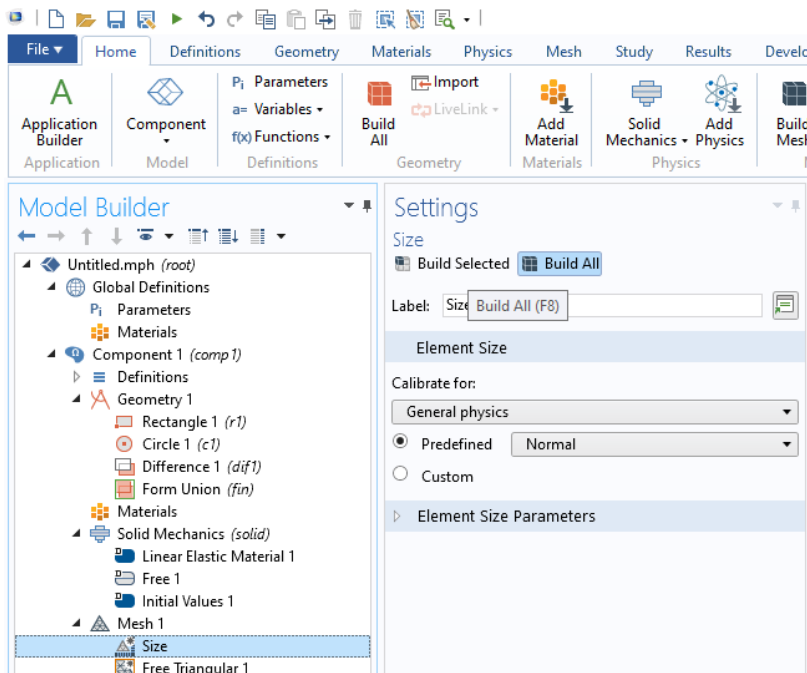 File
Home
Definitions
Geometry
Materials
Physics
Mesh
Study
Results
Develo
A
Application
Builder
Application
Component
Model
Pi Parameters
a= Variables
f(x) Functions
Definitions
Build
All
Import
LiveLink
Geometry
Add
Material
Materials
Solid
Mechanics
Add
Physics
Physics
Build
Mesh
Model Builder
Untitled.mph (root)
Global Definitions
Pi Parameters
Materials
Component 1 (comp1)
Definitions
Geometry 1
Rectangle 1 (r1)
Circle 1 (c1)
Difference 1 (dif1)
Form Union (fin)
Materials
Solid Mechanics (solid)
Linear Elastic Material 1
Free 1
Initial Values 1
Mesh 1
Size
Free Triangular 1
Settings
Size
Build Selected
Build All
Label: Size
Build All (F8)
Element Size
Calibrate for:
General physics
Predefined
Normal
Custom
Element Size Parameters